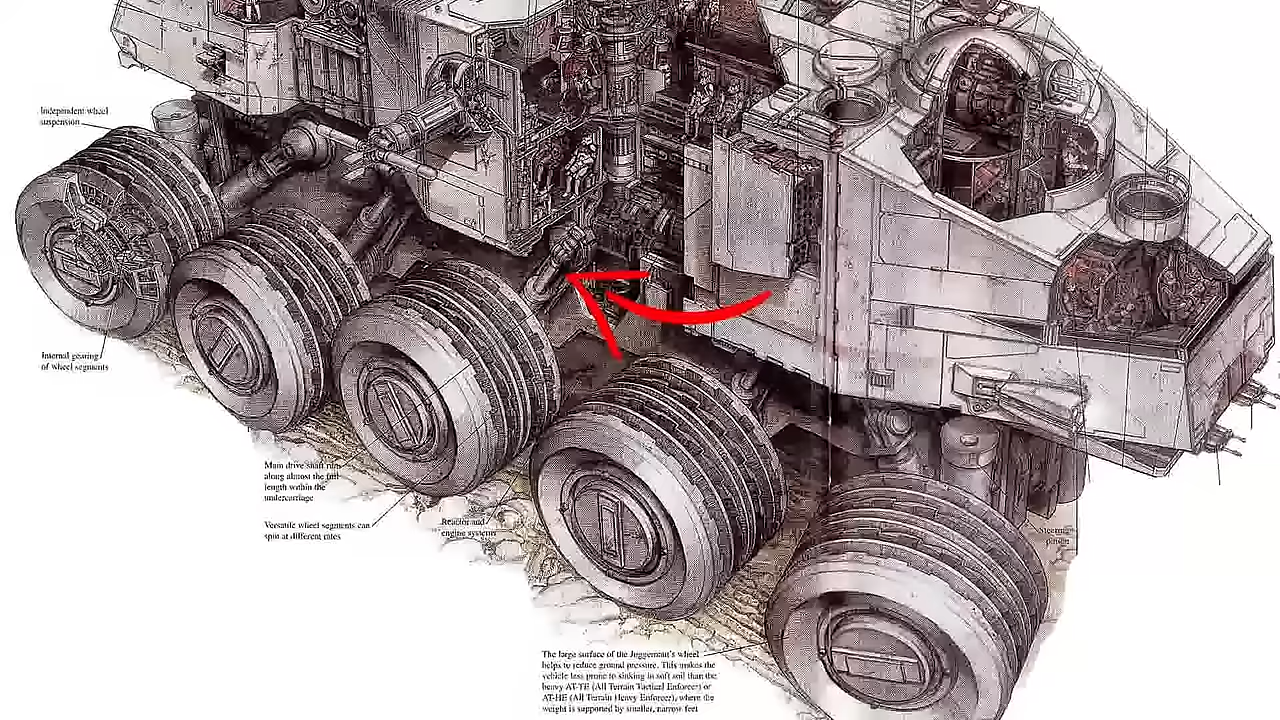 Independent wheel
suspension
Internal gearing
of wheel segments
Main drive shaft runs
along almost the full
length within the
undercarriage
Versatile wheel segments can
spin at different rates
Reactor and
engine systems
Steering
The large surface of the Juggernaut's wheel
helps to reduce ground pressure. This makes the
vehicle less prone to sinking in soft soil than the
heavy AT-TE (All Terrain Tactical Enforcer) or
AT-HE (All Terrain Heavy Enforcer), where the
weight is supported by smaller, narrow feet